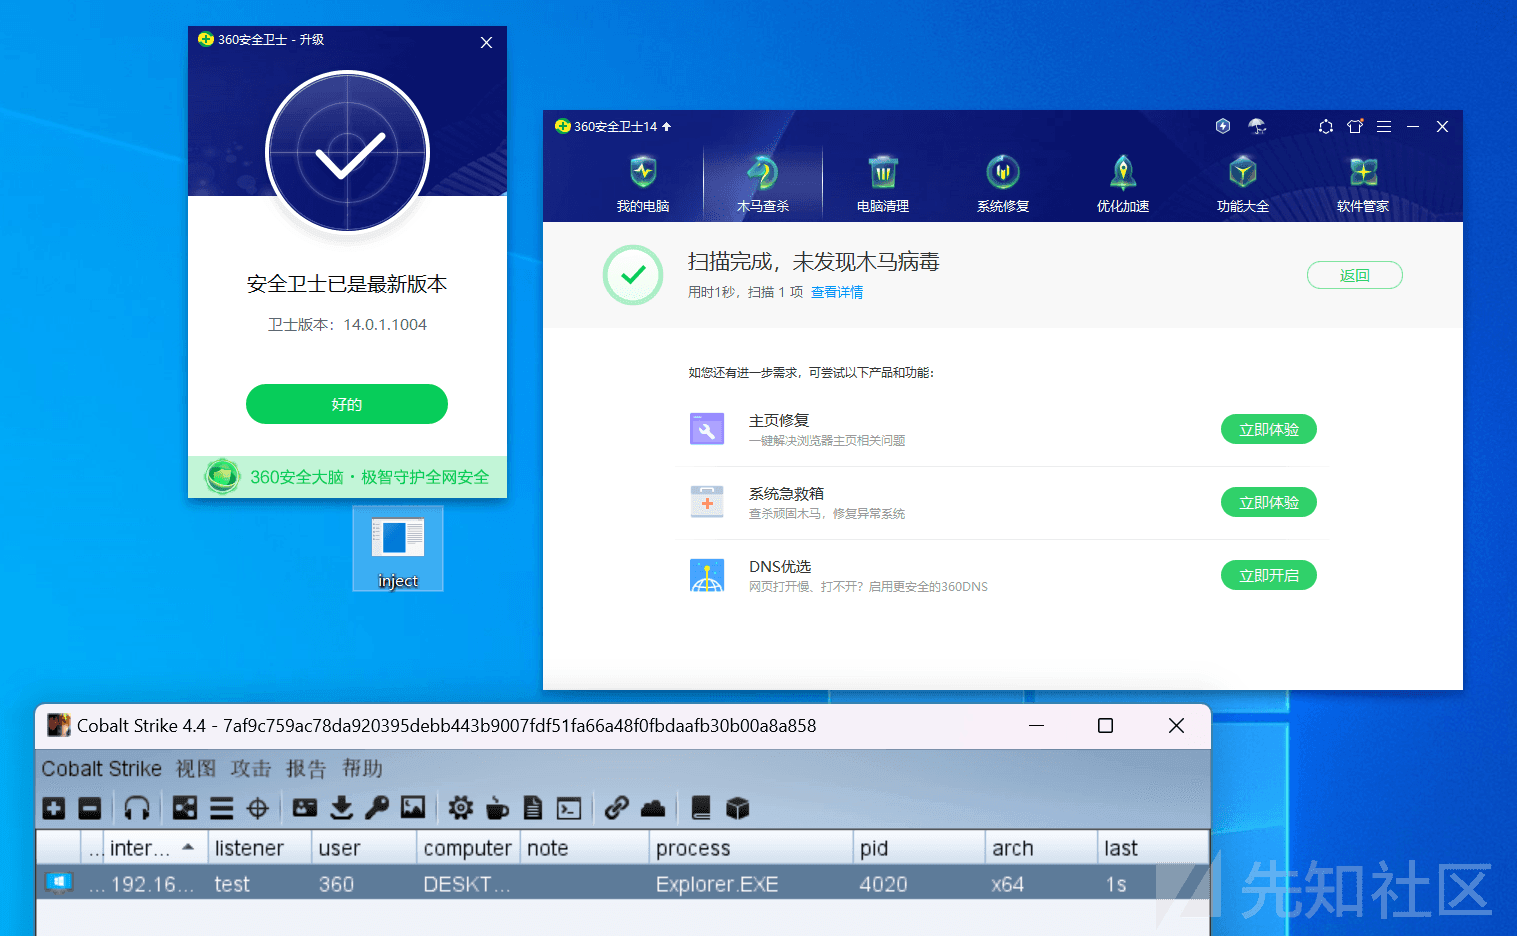 360安全卫士 - 升级
安全卫士已是最新版本
卫士版本：14.0.1.1004
好的
360安全大脑・极智守护全网安全
inject
360安全卫士14
我的电脑
木马查杀
电脑清理
系统修复
优化加速
功能大全
软件管家
扫描完成，未发现木马病毒
用时1秒，扫描 1 项 查看详情
返回
如您还有进一步需求，可尝试以下产品和功能：
主页修复
一键解决浏览器主页相关问题
立即体验
系统急救箱
查杀顽固木马，修复异常系统
立即体验
DNS优选
网页打开慢、打不开？启用更安全的360DNS
立即开启
Cobalt Strike 4.4 - 7af9c759ac78da920395debb443b9007fdf51fa66a48f0fbdaafb30b00a8a858
Cobalt Strike 视图 攻击 报告 帮助
... inter... listener user computer note process pid arch last
... 192.16... test 360 DESKT... Explorer.EXE 4020 x64 1s
先知社区